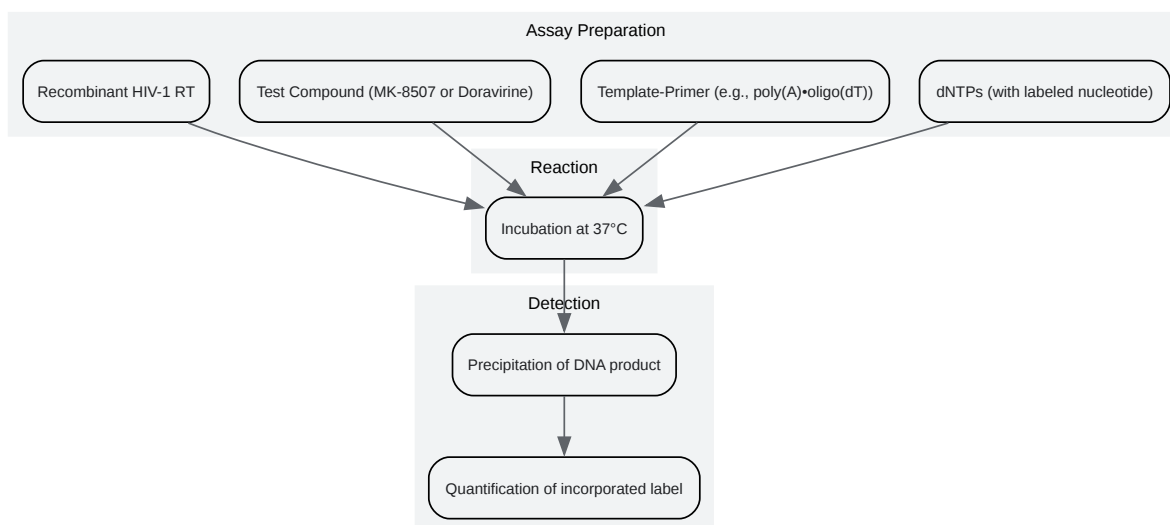 Assay Preparation
Recombinant HIV-1 RT
Test Compound (MK-8507 or Doravirine)
Template-Primer (e.g., poly(A)•oligo(dT))
dNTPs (with labeled nucleotide)
Reaction
Incubation at 37°C
Detection
Precipitation of DNA product
Quantification of incorporated label